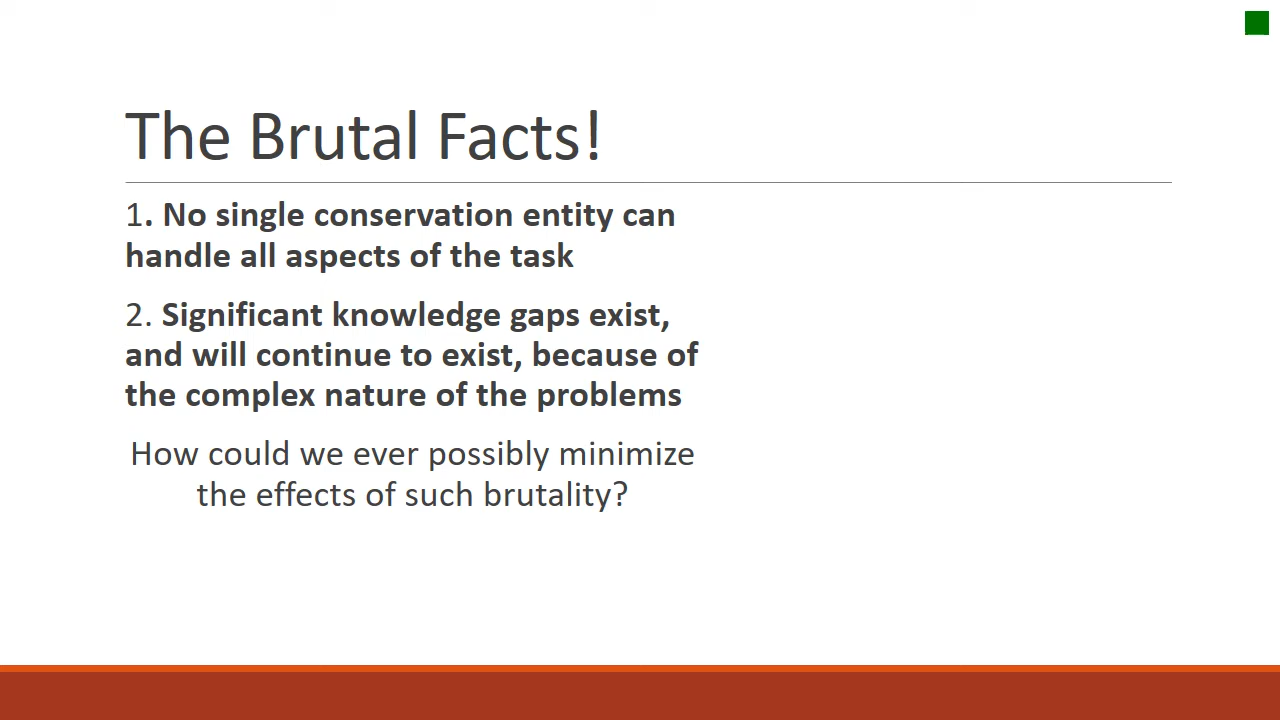 The Brutal Facts!
1. No single conservation entity can
handle all aspects of the task
2. Significant knowledge gaps exist,
and will continue to exist, because of
the complex nature of the problems
How could we ever possibly minimize
the effects of such brutality?